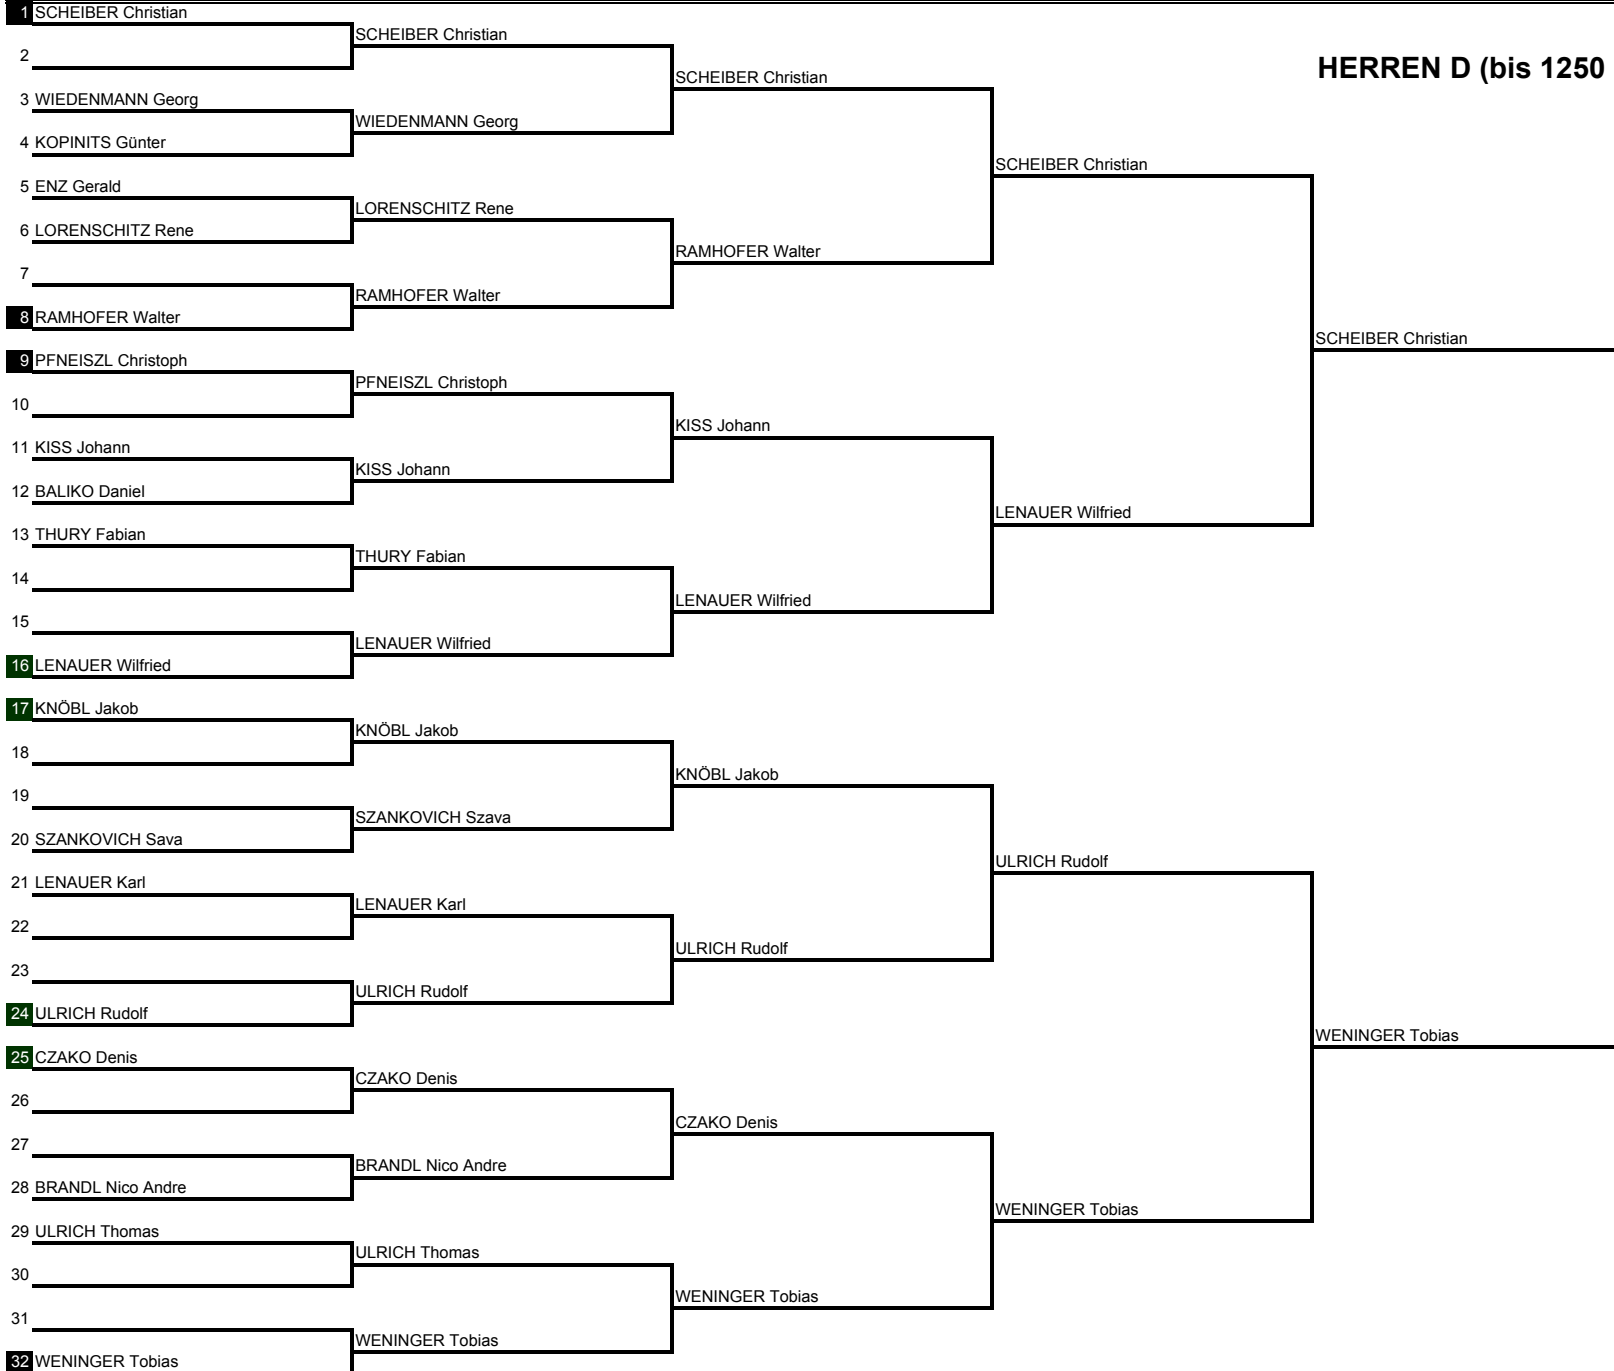 HERREN D (bis 1250
1 SCHEIBER Christian
2
3 WIEDENMANN Georg
4 KOPINITS Günter
5 ENZ Gerald
6 LORENSCHITZ Rene
7
8 RAMHOFER Walter
9 PFNEISZL Christoph
10
11 KISS Johann
12 BALIKO Daniel
13 THURY Fabian
14
15
16 LENAUER Wilfried
17 KNÖBL Jakob
18
19
20 SZANKOVICH Sava
21 LENAUER Karl
22
23
24 ULRICH Rudolf
25 CZAKO Denis
26
27
28 BRANDL Nico Andre
29 ULRICH Thomas
30
31
32 WENINGER Tobias
SCHEIBER Christian
WIEDENMANN Georg
LORENSCHITZ Rene
RAMHOFER Walter
PFNEISZL Christoph
KISS Johann
THURY Fabian
LENAUER Wilfried
KNÖBL Jakob
SZANKOVICH Szava
LENAUER Karl
ULRICH Rudolf
CZAKO Denis
BRANDL Nico Andre
ULRICH Thomas
WENINGER Tobias
SCHEIBER Christian
RAMHOFER Walter
KISS Johann
LENAUER Wilfried
KNÖBL Jakob
ULRICH Rudolf
CZAKO Denis
WENINGER Tobias
SCHEIBER Christian
LENAUER Wilfried
ULRICH Rudolf
WENINGER Tobias
SCHEIBER Christian
WENINGER Tobias